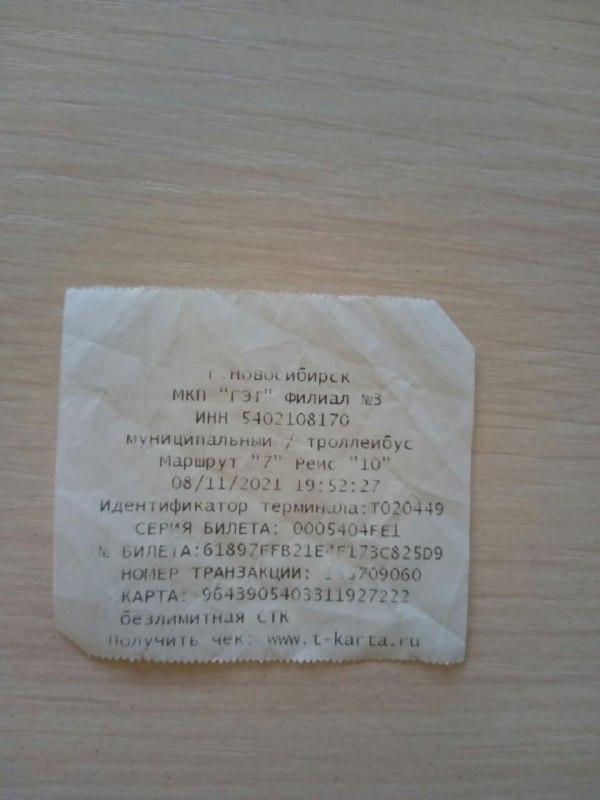 г.Новосибирск
МКП "ГЭТ" Филиал №3
ИНН 5402108170
муниципальный / троллейбус
Маршрут "7" Рейс "10"
08/11/2021 19:52:27
Идентификатор терминала:T020449
СЕРИЯ БИЛЕТА: 0005404FE1
№ БИЛЕТА:
НОМЕР ТРАНЗАКЦИИ:
КАРТА: 9643905403311927222
безлимитная СТК
Получить чек: www.t-karta.ru